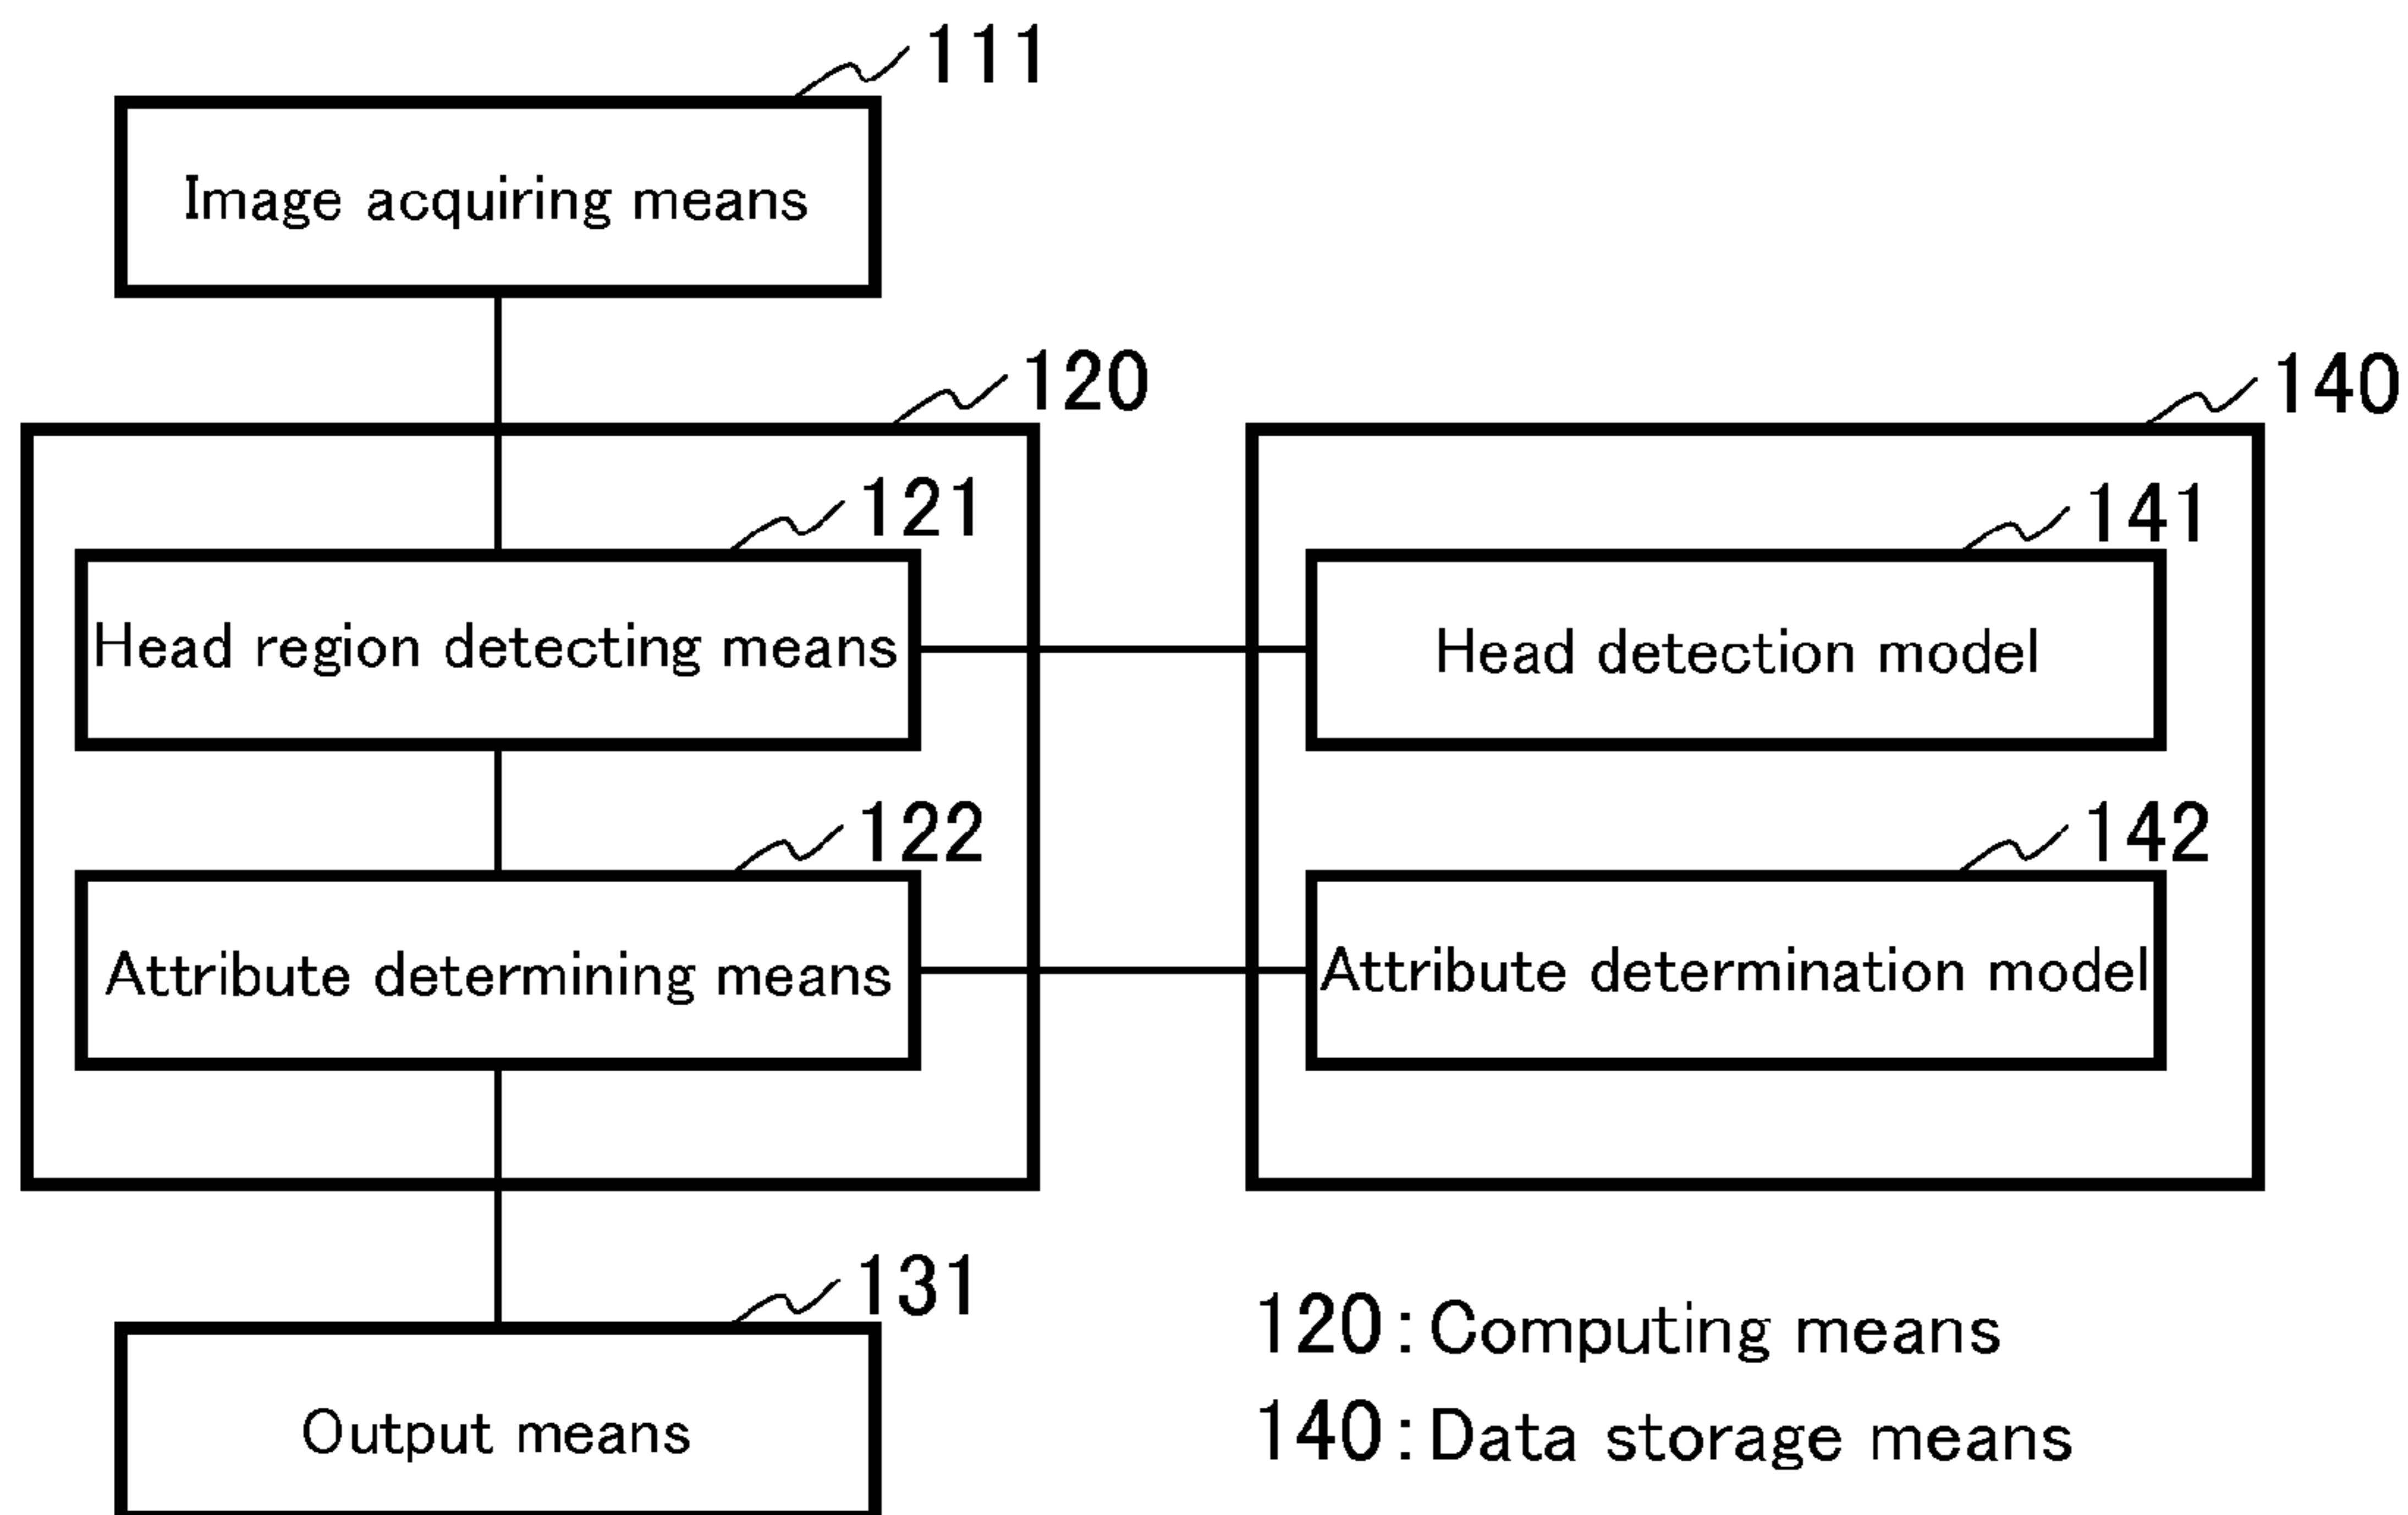 111
Image acquiring means
120
140
121
141
Head region detecting means
Head detection model
122
142
Attribute determining means
Attribute determination model
131
Output means
120:Computing means
140:Data storage means